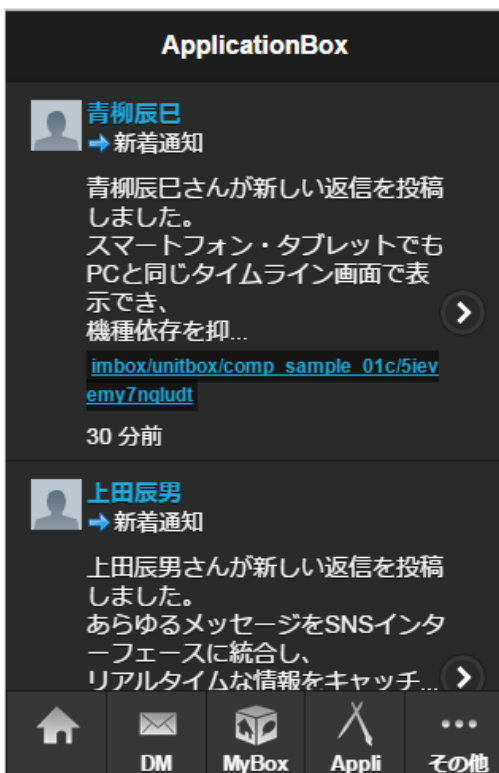 ApplicationBox
青柳辰巳
新着通知
青柳辰巳さんが新しい返信を投稿
しました。
スマートフォン・タブレットでも
PCと同じタイムライン画面で表
示でき、
機種依存を抑...
imbox/unitbox/comp_sample_01c/5iev
emy7nqludt
30 分前
上田辰男
新着通知
上田辰男さんが新しい返信を投稿
しました。
あらゆるメッセージをSNSインタ
ーフェースに統合し、
リアルタイムな情報をキャッチ...
DM
MyBox
Appli
その他